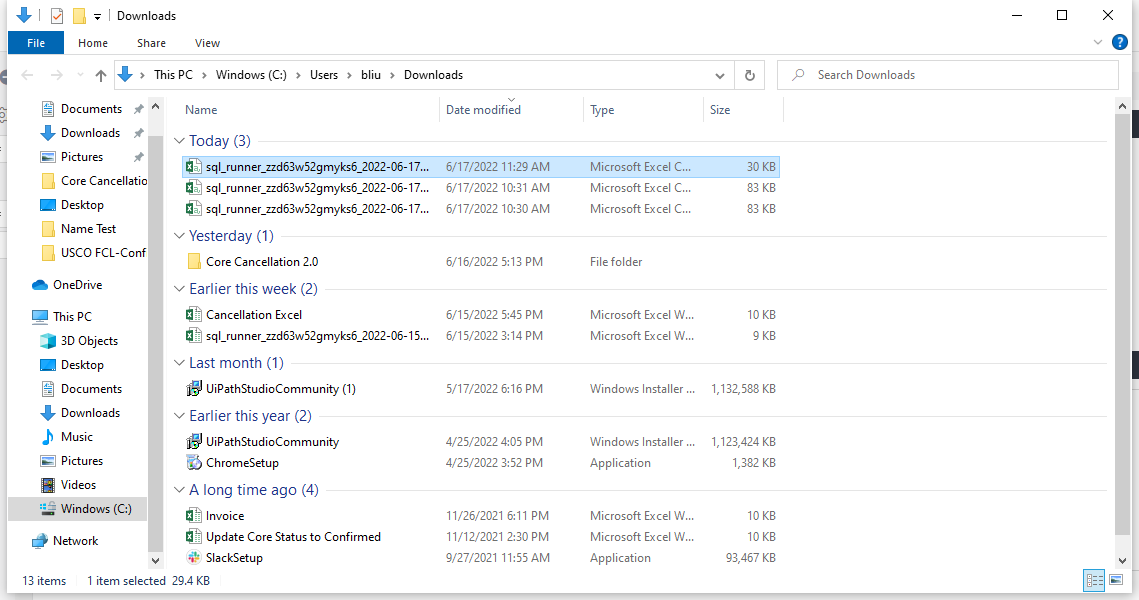 Downloads
File Home Share View
This PC Windows (C:) Users bliu Downloads
Search Downloads
Documents
Downloads
Pictures
Core Cancellatio
Desktop
Name Test
USCO FCL-Conf
OneDrive
This PC
3D Objects
Desktop
Documents
Downloads
Music
Pictures
Videos
Windows (C:)
Network
Name Date modified Type Size
Today (3)
sql_runner_zzd63w52gmyks6_2022-06-17... 6/17/2022 11:29 AM Microsoft Excel C... 30 KB
sql_runner_zzd63w52gmyks6_2022-06-17... 6/17/2022 10:31 AM Microsoft Excel C... 83 KB
sql_runner_zzd63w52gmyks6_2022-06-17... 6/17/2022 10:30 AM Microsoft Excel C... 83 KB
Yesterday (1)
Core Cancellation 2.0 6/16/2022 5:13 PM File folder
Earlier this week (2)
Cancellation Excel 6/15/2022 5:45 PM Microsoft Excel W... 10 KB
sql_runner_zzd63w52gmyks6_2022-06-15... 6/15/2022 3:14 PM Microsoft Excel W... 9 KB
Last month (1)
UiPathStudioCommunity (1) 5/17/2022 6:16 PM Windows Installer ... 1,132,588 KB
Earlier this year (2)
UiPathStudioCommunity 4/25/2022 4:05 PM Windows Installer ... 1,123,424 KB
ChromeSetup 4/25/2022 3:52 PM Application 1,382 KB
A long time ago (4)
Invoice 11/26/2021 6:11 PM Microsoft Excel W... 10 KB
Update Core Status to Confirmed 11/12/2021 2:30 PM Microsoft Excel W... 10 KB
SlackSetup 9/27/2021 11:55 AM Application 93,467 KB
13 items 1 item selected 29.4 KB